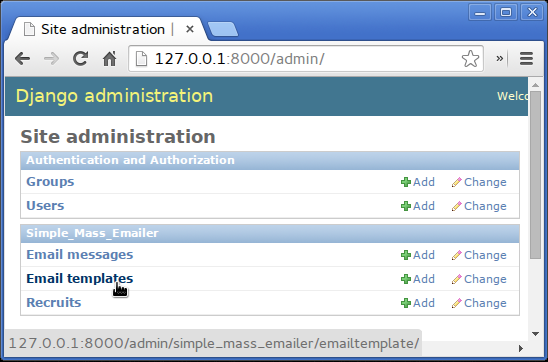 Site administration |
127.0.0.1:8000/admin/
»
Django administration
Welco
Site administration
Authentication and Authorization
Groups Add Change
Users Add Change
Simple_Mass_Emailer
Email messages Add Change
Email templates Add Change
Recruits Add Change
127.0.0.1:8000/admin/simple_mass_emailer/emailtemplate/